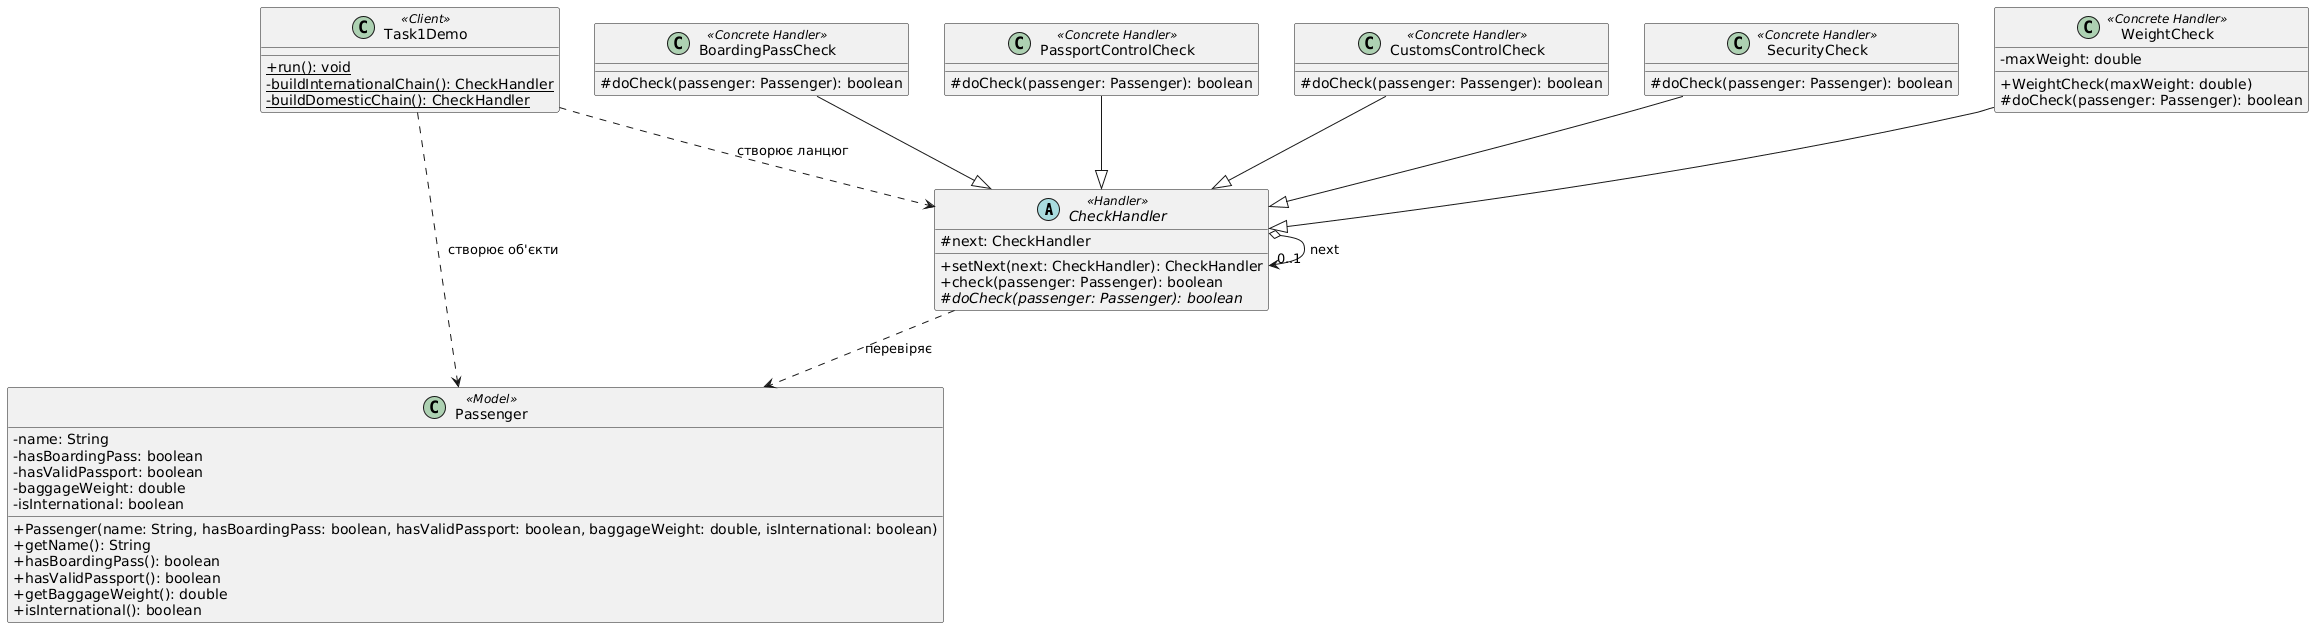 «Client»
C Task1Demo
+run(): void
-buildInternationalChain(): CheckHandler
-buildDomesticChain(): CheckHandler
«Concrete Handler»
C BoardingPassCheck
#doCheck(passenger: Passenger): boolean
«Concrete Handler»
C PassportControlCheck
#doCheck(passenger: Passenger): boolean
«Concrete Handler»
C CustomsControlCheck
#doCheck(passenger: Passenger): boolean
«Concrete Handler»
C SecurityCheck
#doCheck(passenger: Passenger): boolean
«Concrete Handler»
C WeightCheck
-maxWeight: double
+WeightCheck(maxWeight: double)
#doCheck(passenger: Passenger): boolean
створює ланцюг
«Handler»
A CheckHandler
#next: CheckHandler
+setNext(next: CheckHandler): CheckHandler
+check(passenger: Passenger): boolean
#doCheck(passenger: Passenger): boolean
next
0..1
створює об'єкти
перевіряє
«Model»
C Passenger
-name: String
-hasBoardingPass: boolean
-hasValidPassport: boolean
-baggageWeight: double
-isInternational: boolean
+Passenger(name: String, hasBoardingPass: boolean, hasValidPassport: boolean, baggageWeight: double, isInternational: boolean)
+getName(): String
+hasBoardingPass(): boolean
+hasValidPassport(): boolean
+getBaggageWeight(): double
+isInternational(): boolean